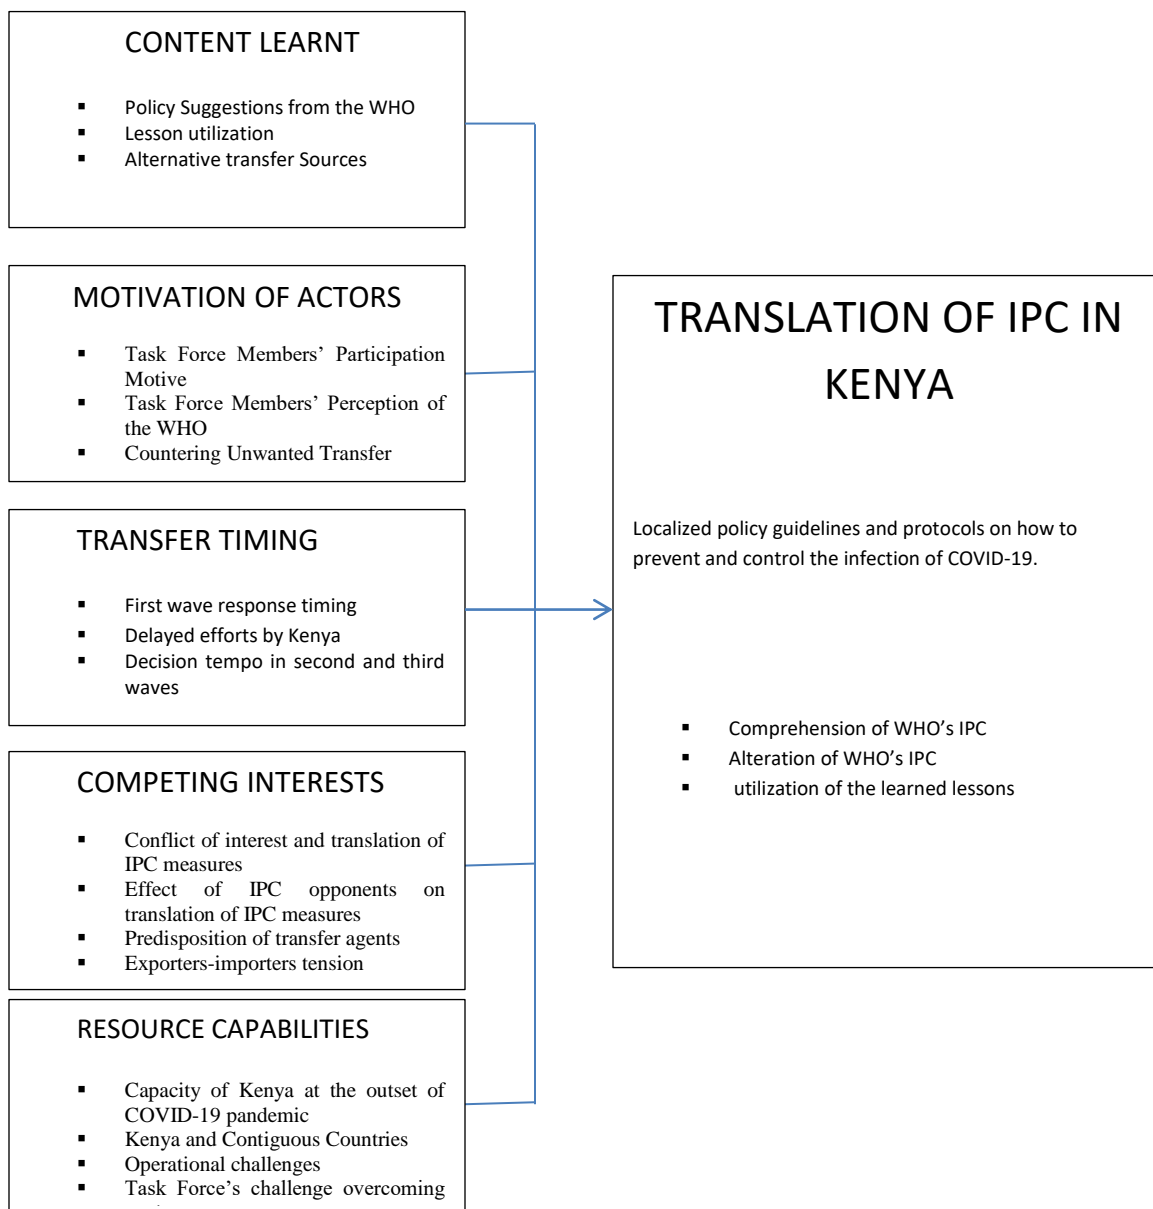 CONTENT LEARNT
▪ Policy Suggestions from the WHO
▪ Lesson utilization
▪ Alternative transfer Sources
MOTIVATION OF ACTORS
▪ Task Force Members’ Participation
Motive
▪ Task Force Members’ Perception of
the WHO
▪ Countering Unwanted Transfer
TRANSFER TIMING
▪ First wave response timing
▪ Delayed efforts by Kenya
▪ Decision tempo in second and third
waves
COMPETING INTERESTS
▪ Conflict of interest and translation of
IPC measures
▪ Effect of IPC opponents on
translation of IPC measures
▪ Predisposition of transfer agents
▪ Exporters-importers tension
RESOURCE CAPABILITIES
▪ Capacity of Kenya at the outset of
COVID-19 pandemic
▪ Kenya and Contiguous Countries
▪ Operational challenges
▪ Task Force’s challenge overcoming
TRANSLATION OF IPC IN
KENYA
Localized policy guidelines and protocols on how to
prevent and control the infection of COVID-19.
▪ Comprehension of WHO’s IPC
▪ Alteration of WHO’s IPC
▪ utilization of the learned lessons